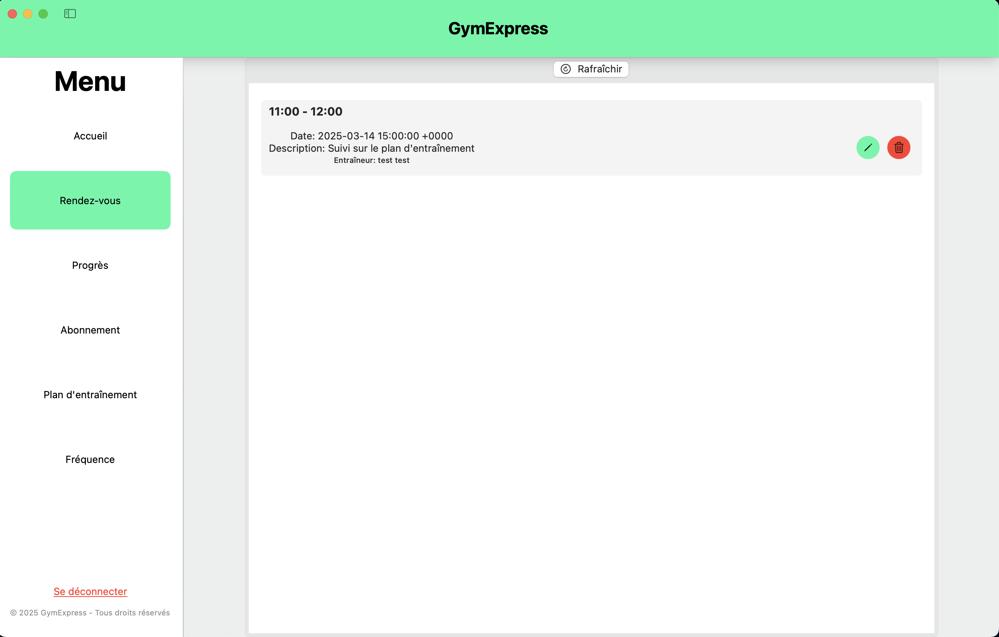 GymExpress
Menu
Accueil
Rendez-vous
Progrès
Abonnement
Plan d'entraînement
Fréquence
Se déconnecter
© 2025 GymExpress - Tous droits réservés
Rafraîchir
11:00 - 12:00
Date: 2025-03-14 15:00:00 +0000
Description: Suivi sur le plan d'entraînement
Entraîneur: test test